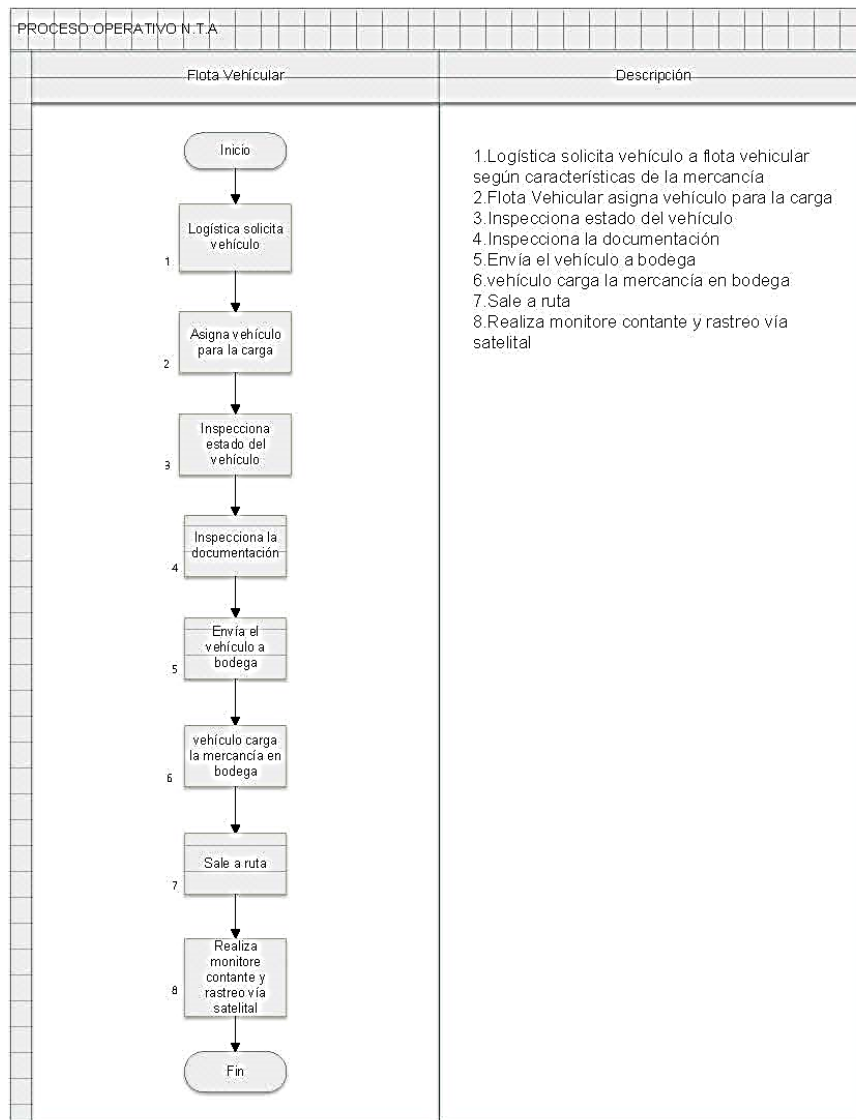 PROCESO OPERATIVO N.T.A
Flota Vehícular
Descripción
Inicio
Logística solicita
vehículo
1
Asigna vehículo
para la carga
2
Inspecciona
estado del
vehículo
3
Inspecciona la
documentación
4
Envía el
vehículo a
bodega
5
vehículo carga
la mercancía en
bodega
6
Sale a ruta
7
Realiza
monitore
contante y
rastreo vía
satelital
8
Fin
1.Logística solicita vehículo a flota vehicular
según características de la mercancía
2.Flota Vehicular asigna vehículo para la carga
3.Inspecciona estado del vehículo
4.Inspecciona la documentación
5.Envía el vehículo a bodega
6.vehículo carga la mercancía en bodega
7.Sale a ruta
8.Realiza monitore contante y rastreo vía
satelital